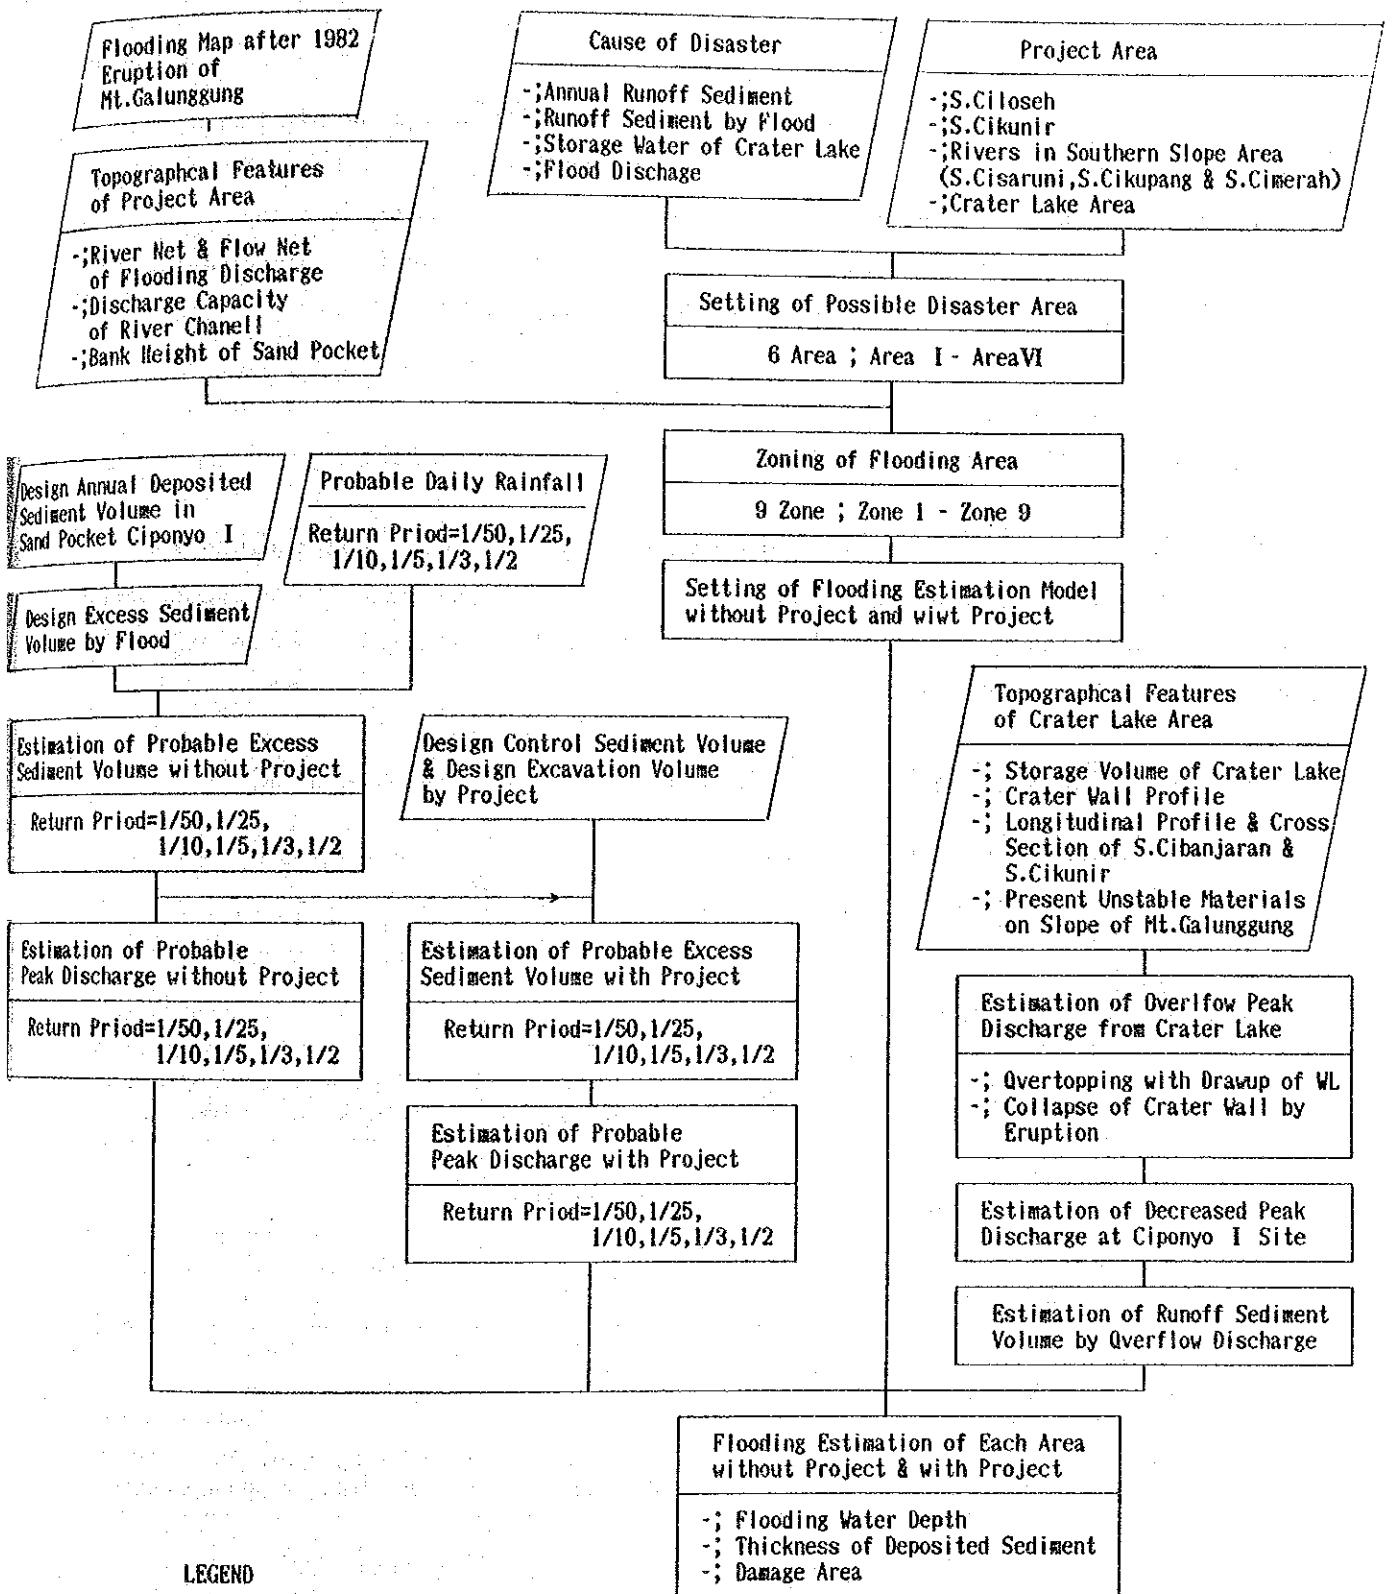 Flooding Map after 1982
Eruption of
Mt.Galunggung
Cause of Disaster
-;Annual Runoff Sediment
-;Runoff Sediment by Flood
-;Storage Water of Crater Lake
-;Flood Dischage
Project Area
-;S.Ciloseh
-;S.Cikunir
-;Rivers in Southern Slope Area
(S.Cisaruni,S.Cikupang & S.Cimerah)
-;Crater Lake Area
Topographcal Features
of Project Area
-;River Net & Flow Net
of Flooding Discharge
-;Discharge Capacity
of River Chanell
-;Bank Height of Sand Pocket
Setting of Possible Disaster Area
6 Area ; Area I - AreaVI
Zoning of Flooding Area
9 Zone ; Zone 1 - Zone 9
Design Annual Deposited
Sediment Volume in
Sand Pocket Ciponyo I
Probable Daily Rainfall
Return Priod=1/50,1/25,
1/10,1/5,1/3,1/2
Setting of Flooding Estimation Model
without Project and wiwt Project
Design Excess Sediment
Volume by Flood
Topographcal Features
of Crater Lake Area
-; Storage Volume of Crater Lake
-; Crater Wall Profile
-; Longitudinal Profile & Cross
Section of S.Cibanjaran &
S.Cikunir
-; Present Unstable Materials
on Slope of Mt.Galunggung
Estimation of Probable Excess
Sediment Volume without Project
Return Priod=1/50,1/25,
1/10,1/5,1/3,1/2
Design Control Sediment Volume
& Design Excavation Volume
by Project
Estimation of Probable
Peak Discharge without Project
Return Priod=1/50,1/25,
1/10,1/5,1/3,1/2
Estimation of Probable Excess
Sediment Volume with Project
Return Priod=1/50,1/25,
1/10,1/5,1/3,1/2
Estimation of Overlfow Peak
Discharge from Crater Lake
-; Qvertopping with Drawup of WL
-; Collapse of Crater Wall by
Eruption
Estimation of Probable
Peak Discharge with Project
Return Priod=1/50,1/25,
1/10,1/5,1/3,1/2
Estimation of Decreased Peak
Discharge at Ciponyo I Site
Estimation of Runoff Sediment
Volume by Qverflow Discharge
Flooding Estimation of Each Area
without Project & with Project
-; Flooding Water Depth
-; Thickness of Deposited Sediment
-; Damage Area
LEGEND